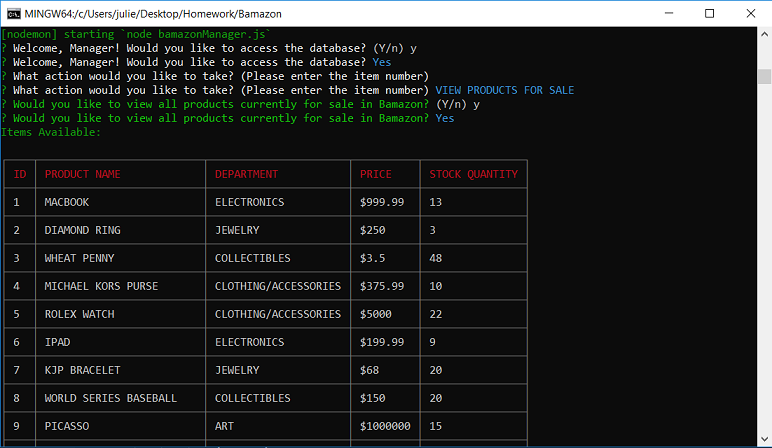 MINGW64:/c/Users/julie/Desktop/Homework/Bamazon
[nodemon] starting `node bamazonManager.js`
? Welcome, Manager! Would you like to access the database? (Y/n) y
? Welcome, Manager! Would you like to access the database? Yes
? What action would you like to take? (Please enter the item number)
? What action would you like to take? (Please enter the item number) VIEW PRODUCTS FOR SALE
? Would you like to view all products currently for sale in Bamazon? (Y/n) y
? Would you like to view all products currently for sale in Bamazon? Yes
Items Available:
ID PRODUCT NAME DEPARTMENT PRICE STOCK QUANTITY
1 MACBOOK ELECTRONICS $999.99 13
2 DIAMOND RING JEWELRY $250 3
3 WHEAT PENNY COLLECTIBLES $3.5 48
4 MICHAEL KORS PURSE CLOTHING/ACCESSORIES $375.99 10
5 ROLEX WATCH CLOTHING/ACCESSORIES $5000 22
6 IPAD ELECTRONICS $199.99 9
7 KJP BRACELET JEWELRY $68 20
8 WORLD SERIES BASEBALL COLLECTIBLES $150 20
9 PICASSO ART $1000000 15